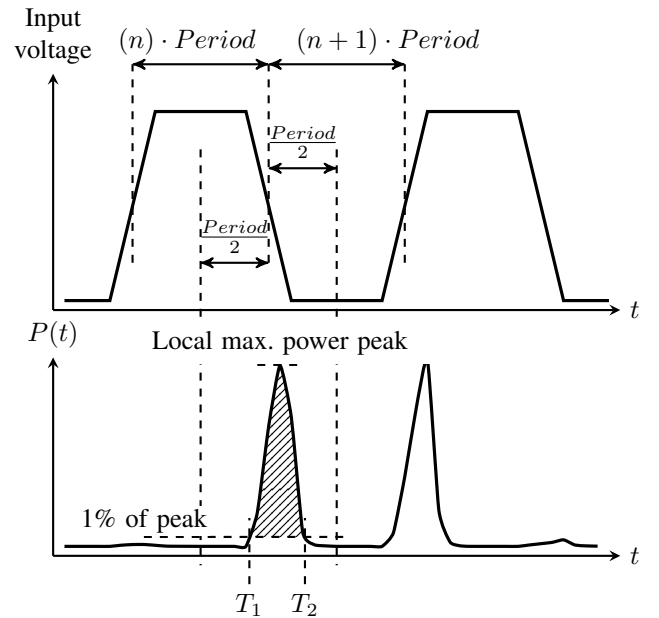 Input
voltage
(n) · Period
(n + 1) · Period
Period
2
Period
2
t
P(t)
Local max. power peak
1% of peak
t
T₁
T₂